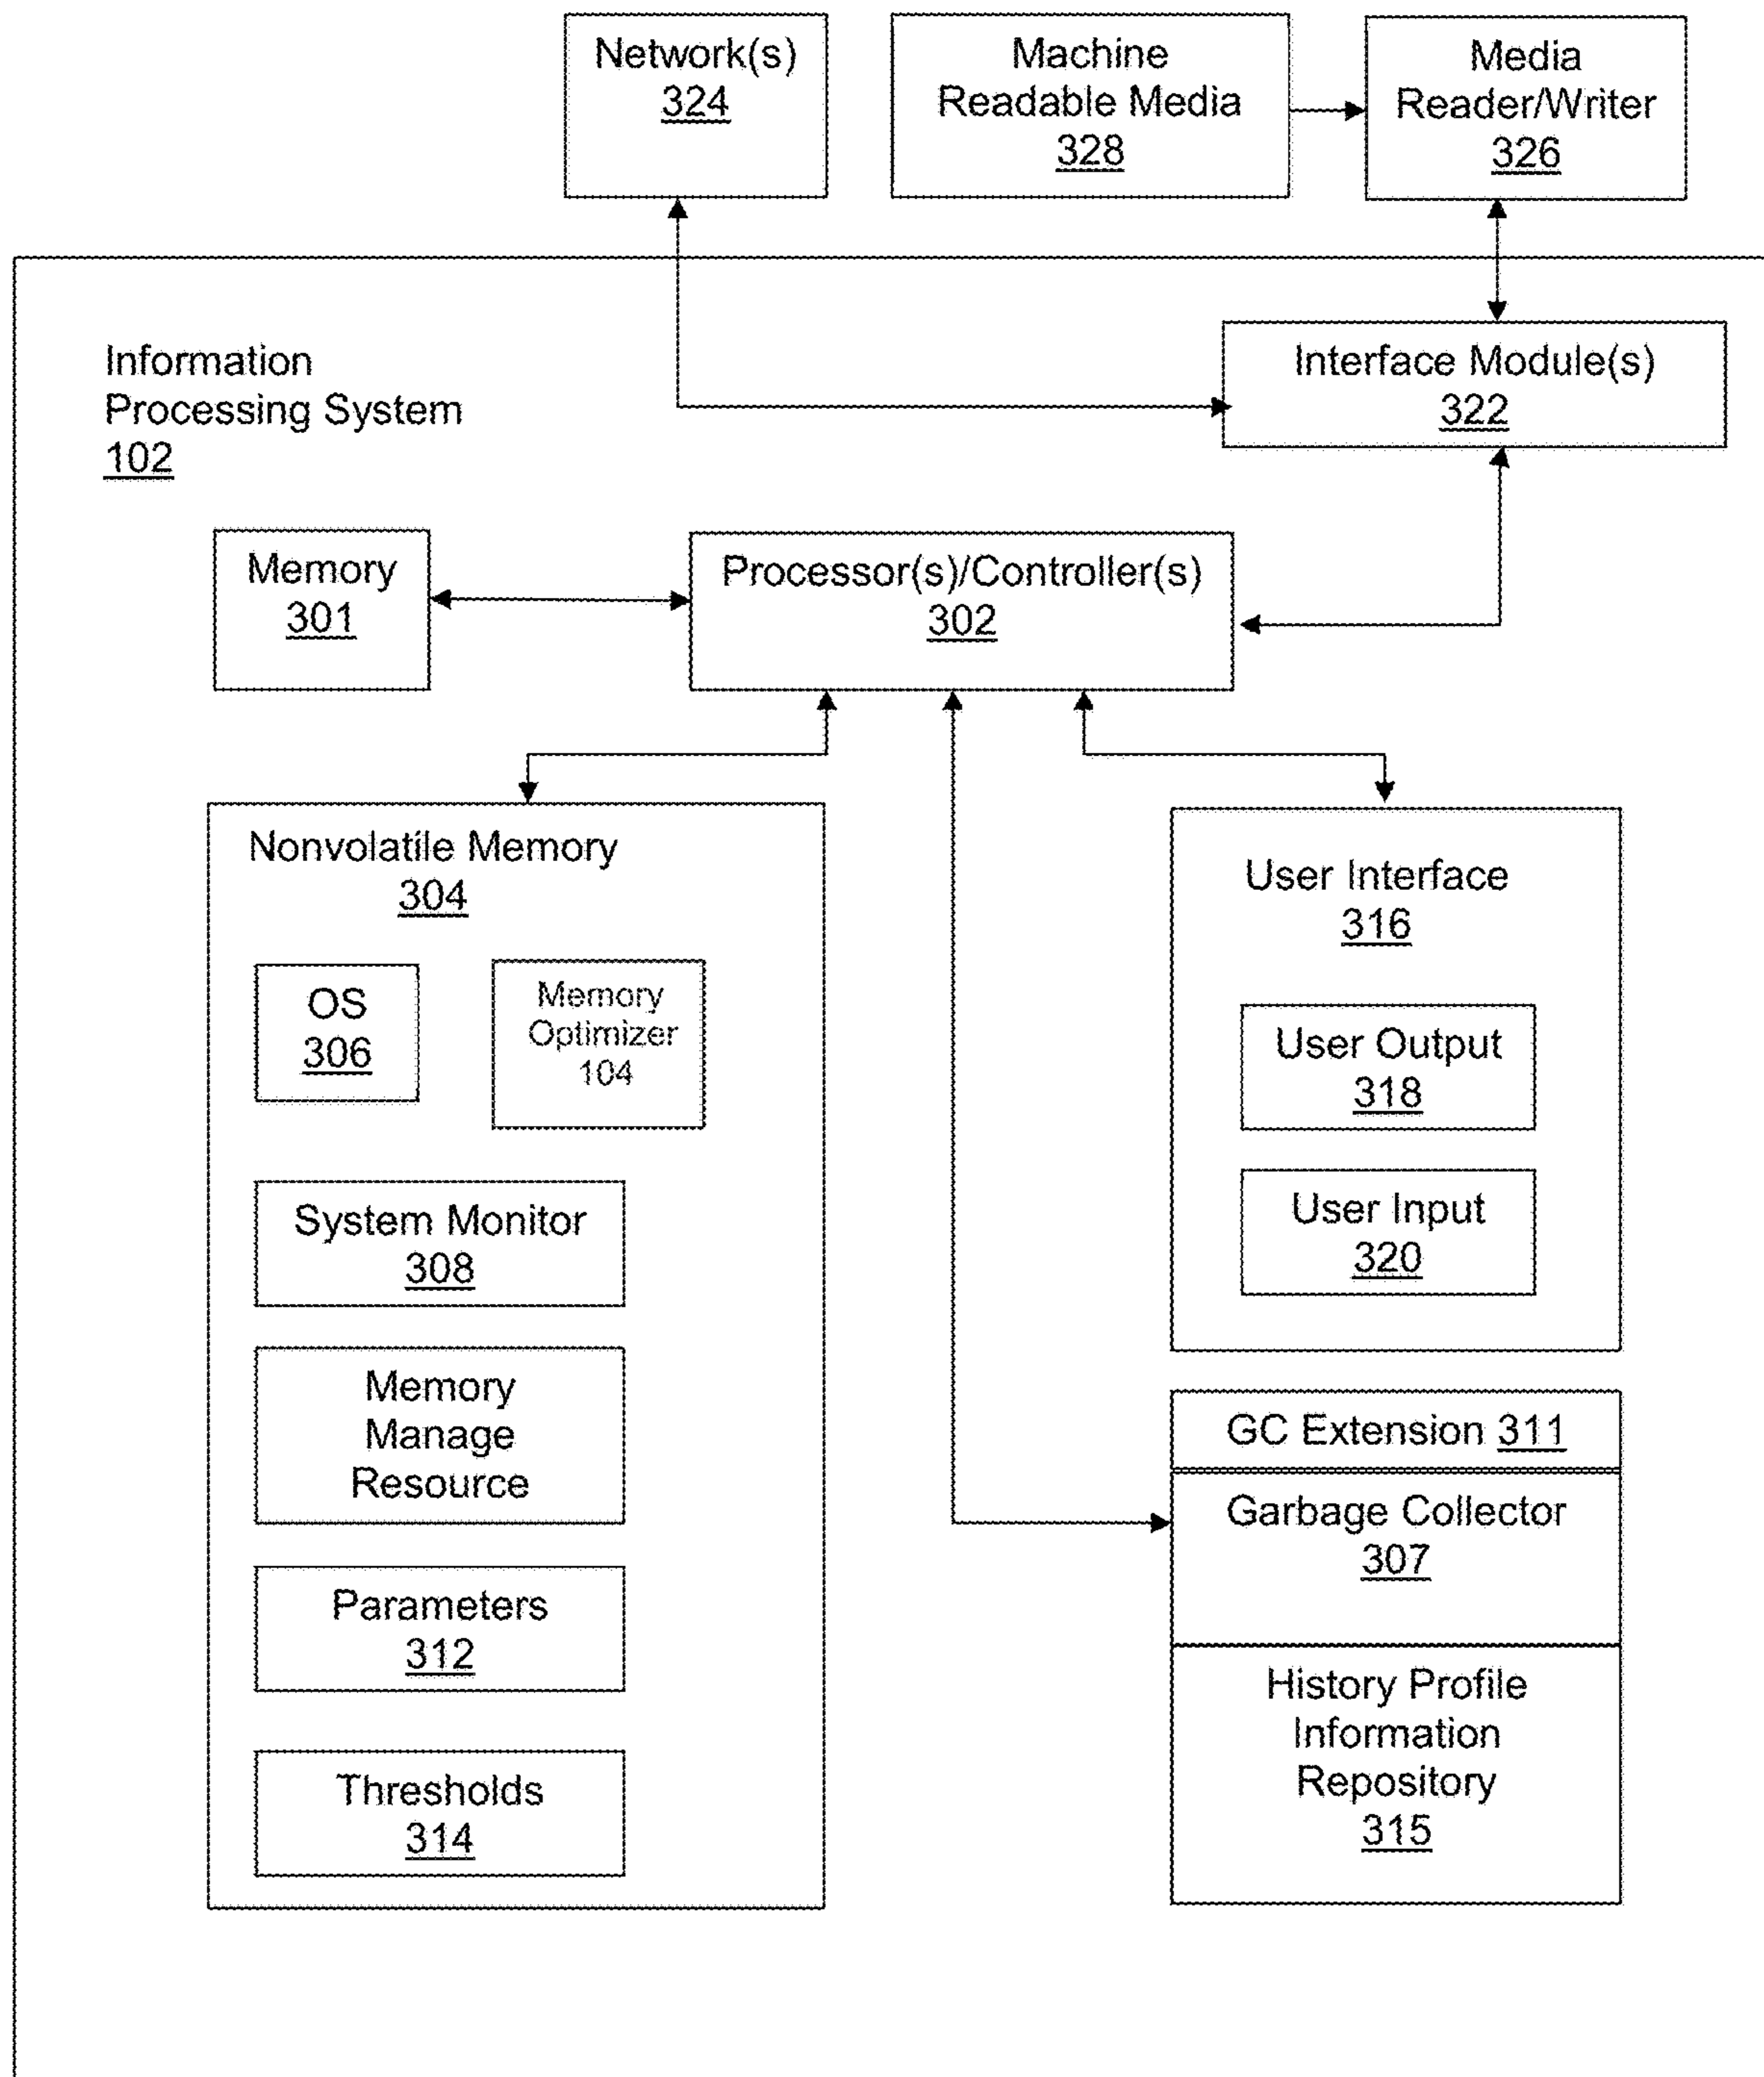 Network(s)
324
Machine
Readable Media
328
Media
Reader/Writer
326
Information
Processing System
102
Interface Module(s)
322
Memory
301
Processor(s)/Controller(s)
302
Nonvolatile Memory
304
OS
306
Memory
Optimizer
104
System Monitor
308
Memory
Manage
Resource
Parameters
312
Thresholds
314
User Interface
316
User Output
318
User Input
320
GC Extension 311
Garbage Collector
307
History Profile
Information
Repository
315